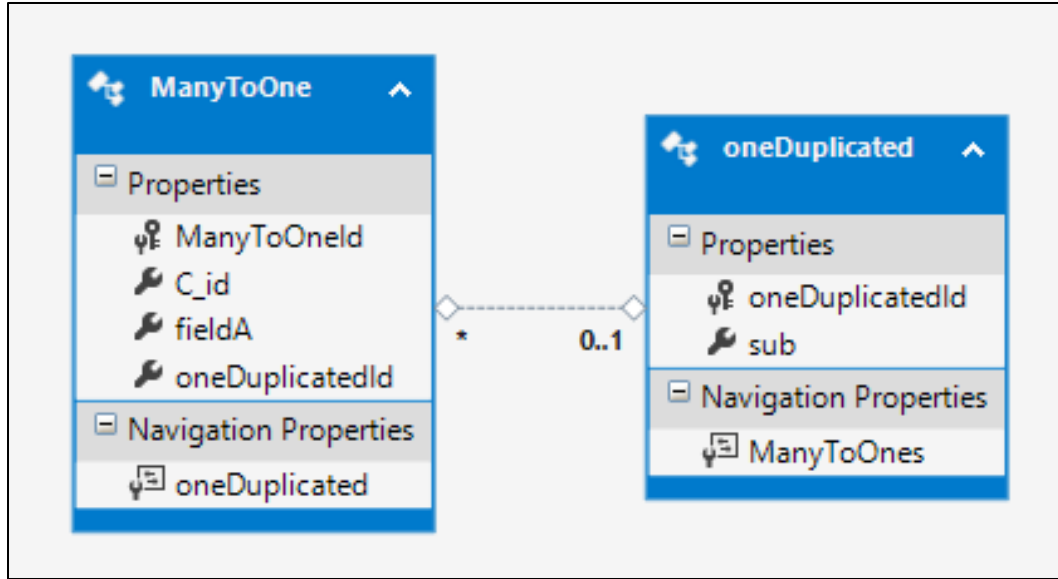 ManyToOne
Properties
ManyToOneId
C_id
fieldA
oneDuplicatedId
Navigation Properties
oneDuplicated
*
0..1
oneDuplicated
Properties
oneDuplicatedId
sub
Navigation Properties
ManyToOnes